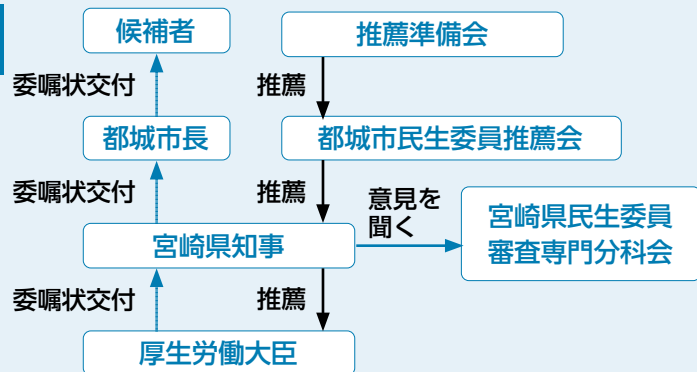 候補者
推薦準備会
委嘱状交付
推薦
都城市長
都城市民生委員推薦会
委嘱状交付
推薦
意見を
聞く
宮崎県知事
宮崎県民生委員
審査専門分科会
委嘱状交付
推薦
厚生労働大臣